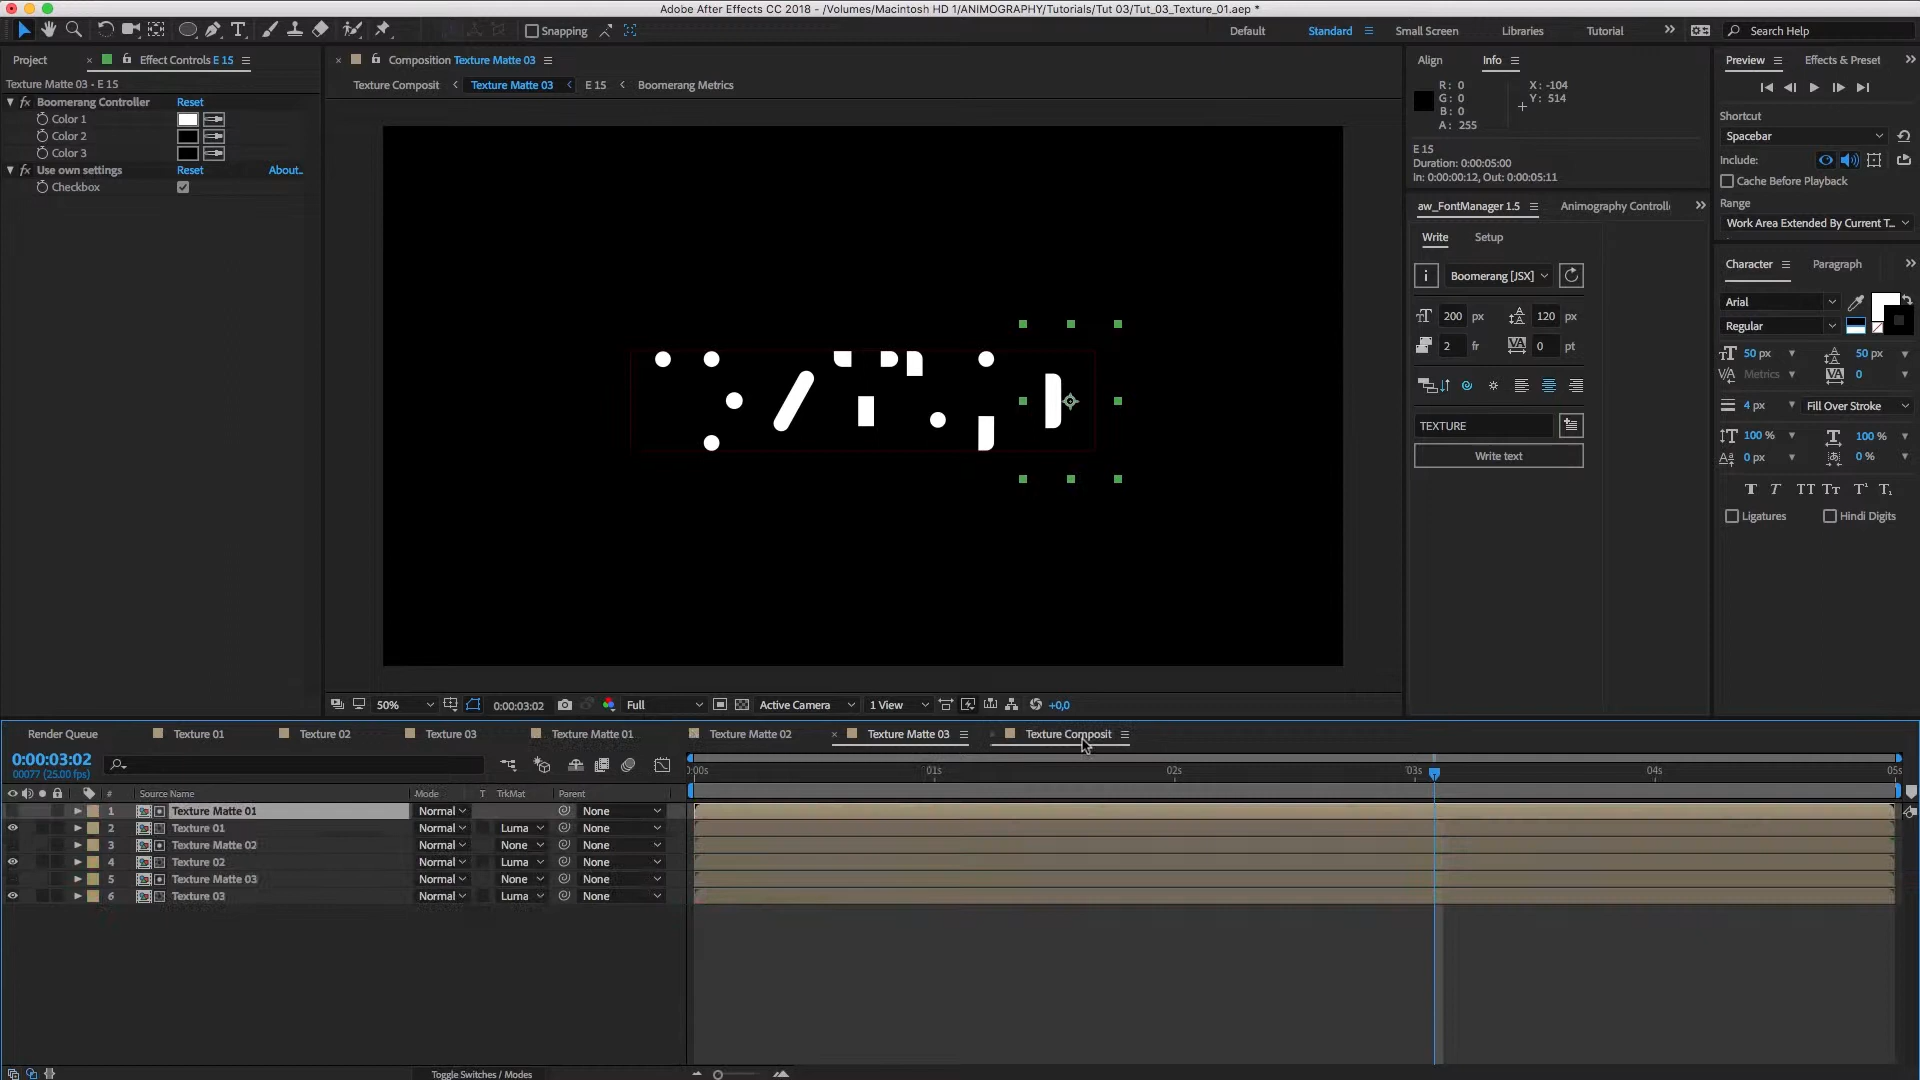 Adobe After Effects CC 2018 - /Volumes/Macintosh HD 1/ANIMOGRAPHY/Tutorials/Tut 03/Tut_03_Texture_01.aep *
Snapping
Default
Standard
Small Screen
Libraries
Tutorial
Search Help
Project
Effect Controls E 15
Texture Matte 03 - E 15
fx Boomerang Controller Reset
Color 1
Color 2
Color 3
fx Use own settings Reset About..
Checkbox
Composition Texture Matte 03
Texture Composit
Texture Matte 03
E 15
Boomerang Metrics
50%
0:00:03:02
Full
Active Camera
1 View
+0,0
Align
Info
R: 0
G: 0
B: 0
A: 255
X: -104
Y: 514
E 15
Duration: 0:00:05:00
In: 0:00:00:12, Out: 0:00:05:11
aw_FontManager 1.5
Animography Controll
Write
Setup
i
Boomerang [JSX]
200 px
120 px
2 fr
0 pt
TEXTURE
Write text
Preview
Effects & Preset
Shortcut
Spacebar
Include:
Cache Before Playback
Range
Work Area Extended By Current T...
Character
Paragraph
Arial
Regular
50 px
50 px
Metrics
0
4 px
Fill Over Stroke
100 %
100 %
0 px
0 %
T T TT Tt T¹ T₁
Ligatures
Hindi Digits
Render Queue
Texture 01
Texture 02
Texture 03
Texture Matte 01
Texture Matte 02
Texture Matte 03
Texture Composit
0:00:03:02
00077 (25.00 fps)
:00s 01s 02s 03s 04s 05s
# Source Name Mode T TrkMat Parent
1 Texture Matte 01 Normal None
2 Texture 01 Normal Luma None
3 Texture Matte 02 Normal None None
4 Texture 02 Normal Luma None
5 Texture Matte 03 Normal None None
6 Texture 03 Normal Luma None
Toggle Switches / Modes